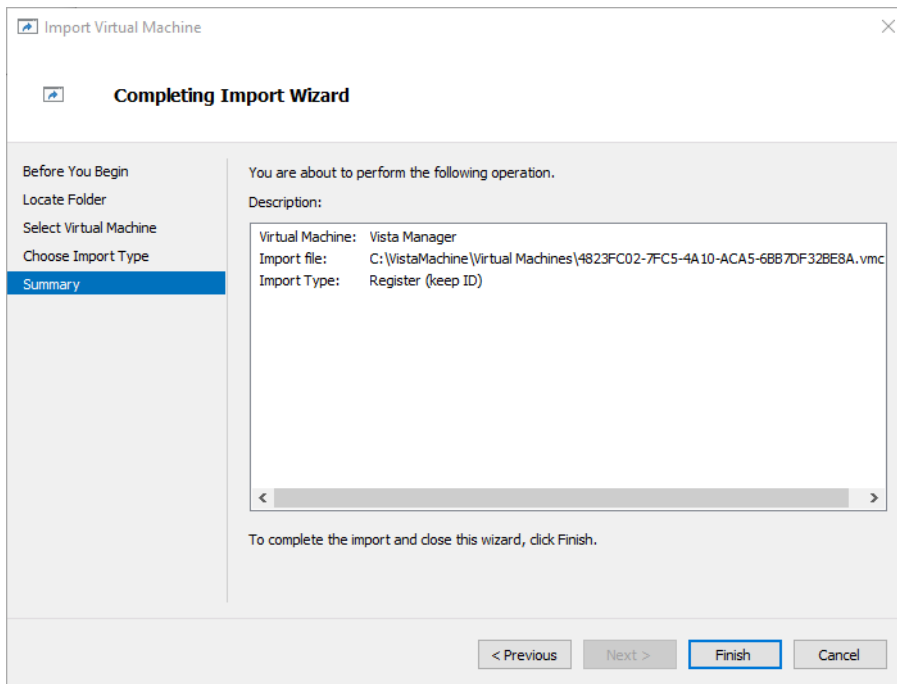 Import Virtual Machine
Completing Import Wizard
Before You Begin
Locate Folder
Select Virtual Machine
Choose Import Type
Summary
You are about to perform the following operation.
Description:
Virtual Machine: Vista Manager
Import file: C:\VistaMachine\Virtual Machines\4823FC02-7FC5-4A10-ACA5-6BB7DF32BE8A.vmc
Import Type: Register (keep ID)
To complete the import and close this wizard, click Finish.
< Previous Next > Finish Cancel